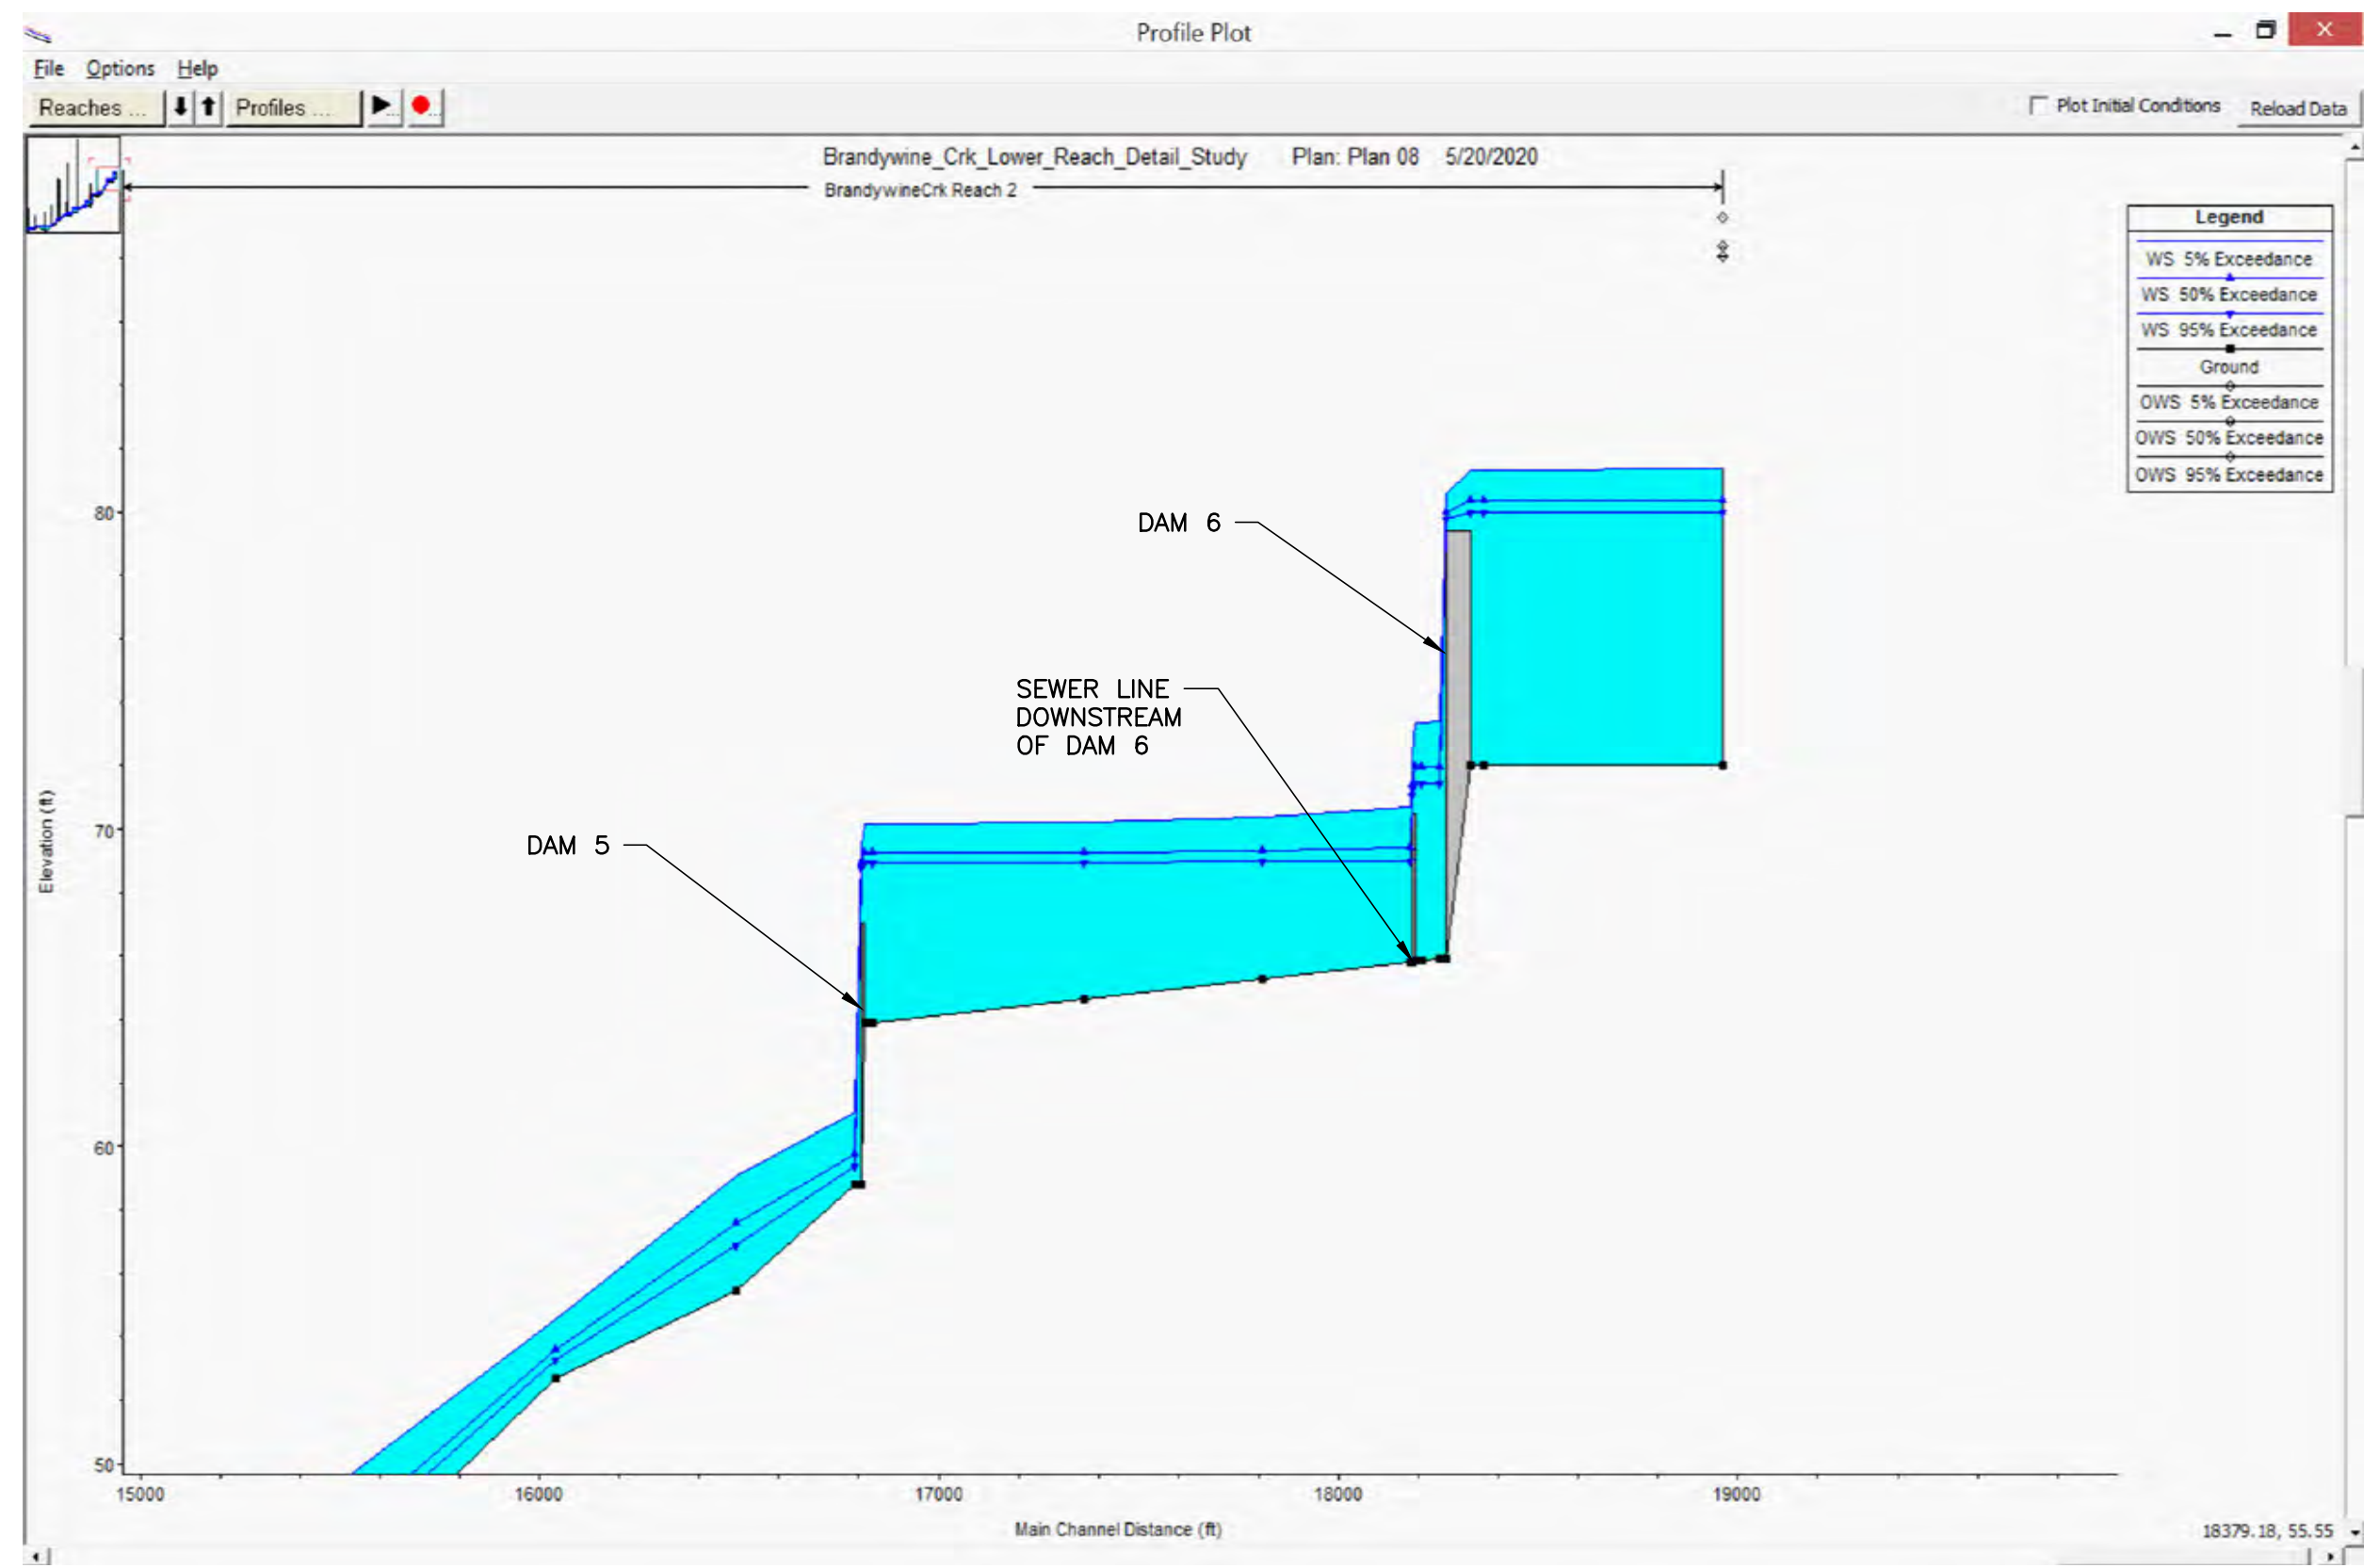 Profile Plot
File Options Help
Reaches ... Profiles ... Plot Initial Conditions Reload Data
Brandywine_Crk_Lower_Reach_Detail_Study Plan: Plan 08 5/20/2020
BrandywineCrk Reach 2
Legend
WS 5% Exceedance
WS 50% Exceedance
WS 95% Exceedance
Ground
OWS 5% Exceedance
OWS 50% Exceedance
OWS 95% Exceedance
80
DAM 6
SEWER LINE
DOWNSTREAM
OF DAM 6
70
DAM 5
Elevation (ft)
60
50
15000 16000 17000 18000 19000
Main Channel Distance (ft)
18379.18, 55.55